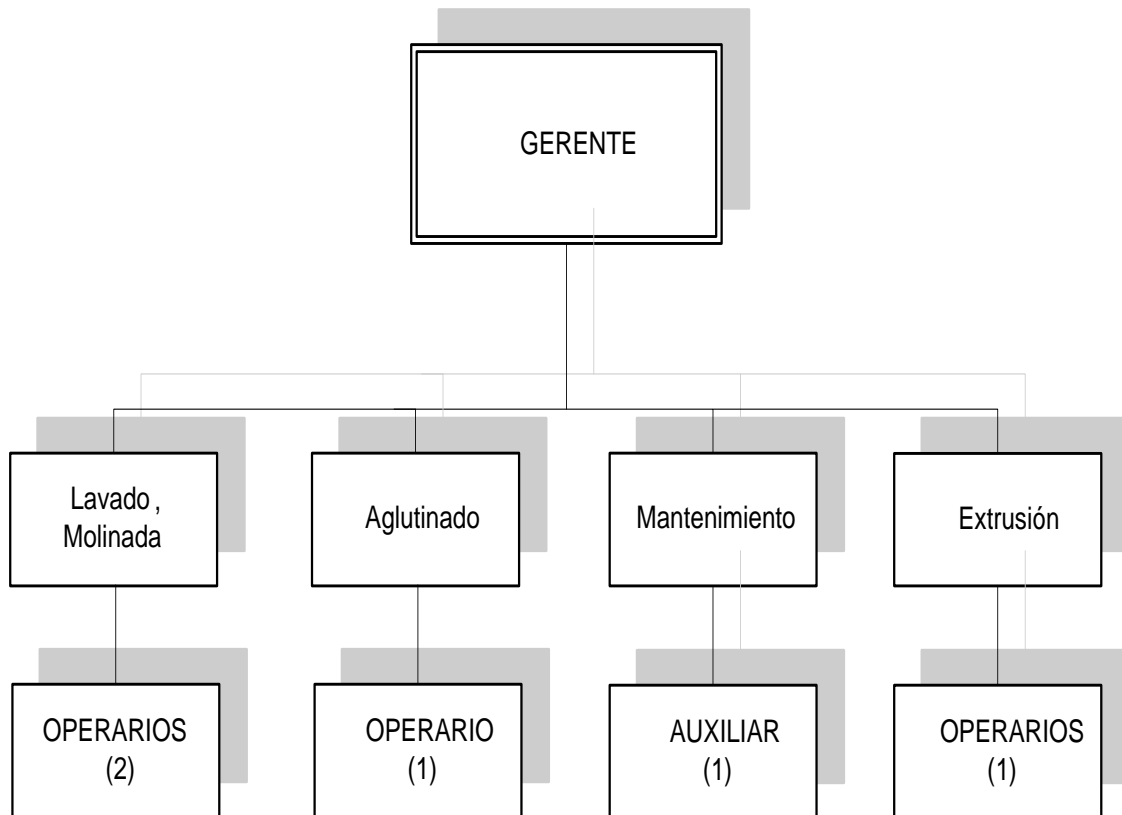 GERENTE
Lavado ,
Molinada
Aglutinado
Mantenimiento
Extrusión
OPERARIOS
(2)
OPERARIO
(1)
AUXILIAR
(1)
OPERARIOS
(1)